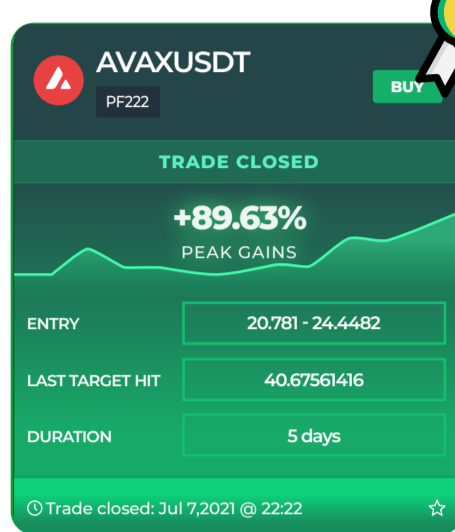 AVAXUSDT
PF222
BUY
TRADE CLOSED
+89.63%
PEAK GAINS
ENTRY 20.781 - 24.4482
LAST TARGET HIT 40.67561416
DURATION 5 days
Trade closed: Jul 7,2021 @ 22:22